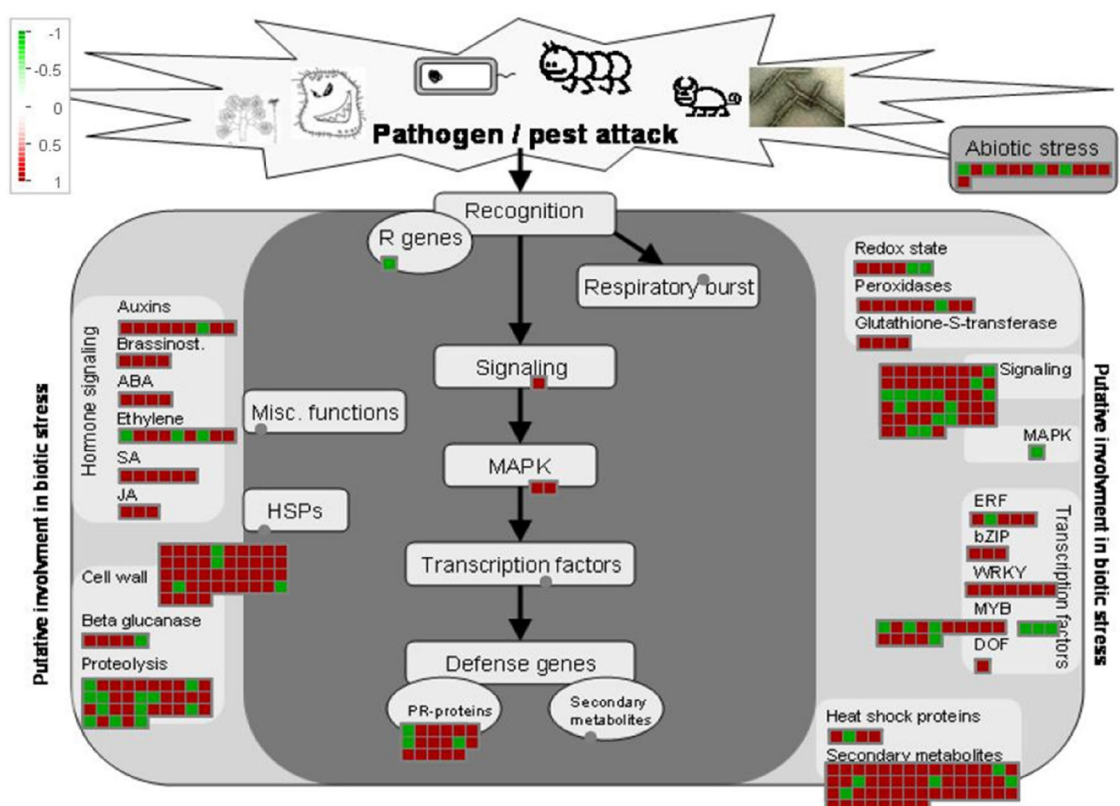 -1
-0.5
0
0.5
1
Pathogen / pest attack
Abiotic stress
Recognition
R genes
Respiratory burst
Redox state
Peroxidases
Glutathione-S-transferase
Signaling
MAPK
Hormone signaling
Auxins
Brassinost.
ABA
Ethylene
SA
JA
Misc. functions
HSPs
Signaling
MAPK
Transcription factors
Defense genes
PR-proteins
Secondary
metabolites
Putative involvment in biotic stress
Cell wall
Beta glucanase
Proteolysis
ERF
bZIP
WRKY
MYB
DOF
Transcription factors
Putative involvment in biotic stress
Heat shock proteins
Secondary metabolites